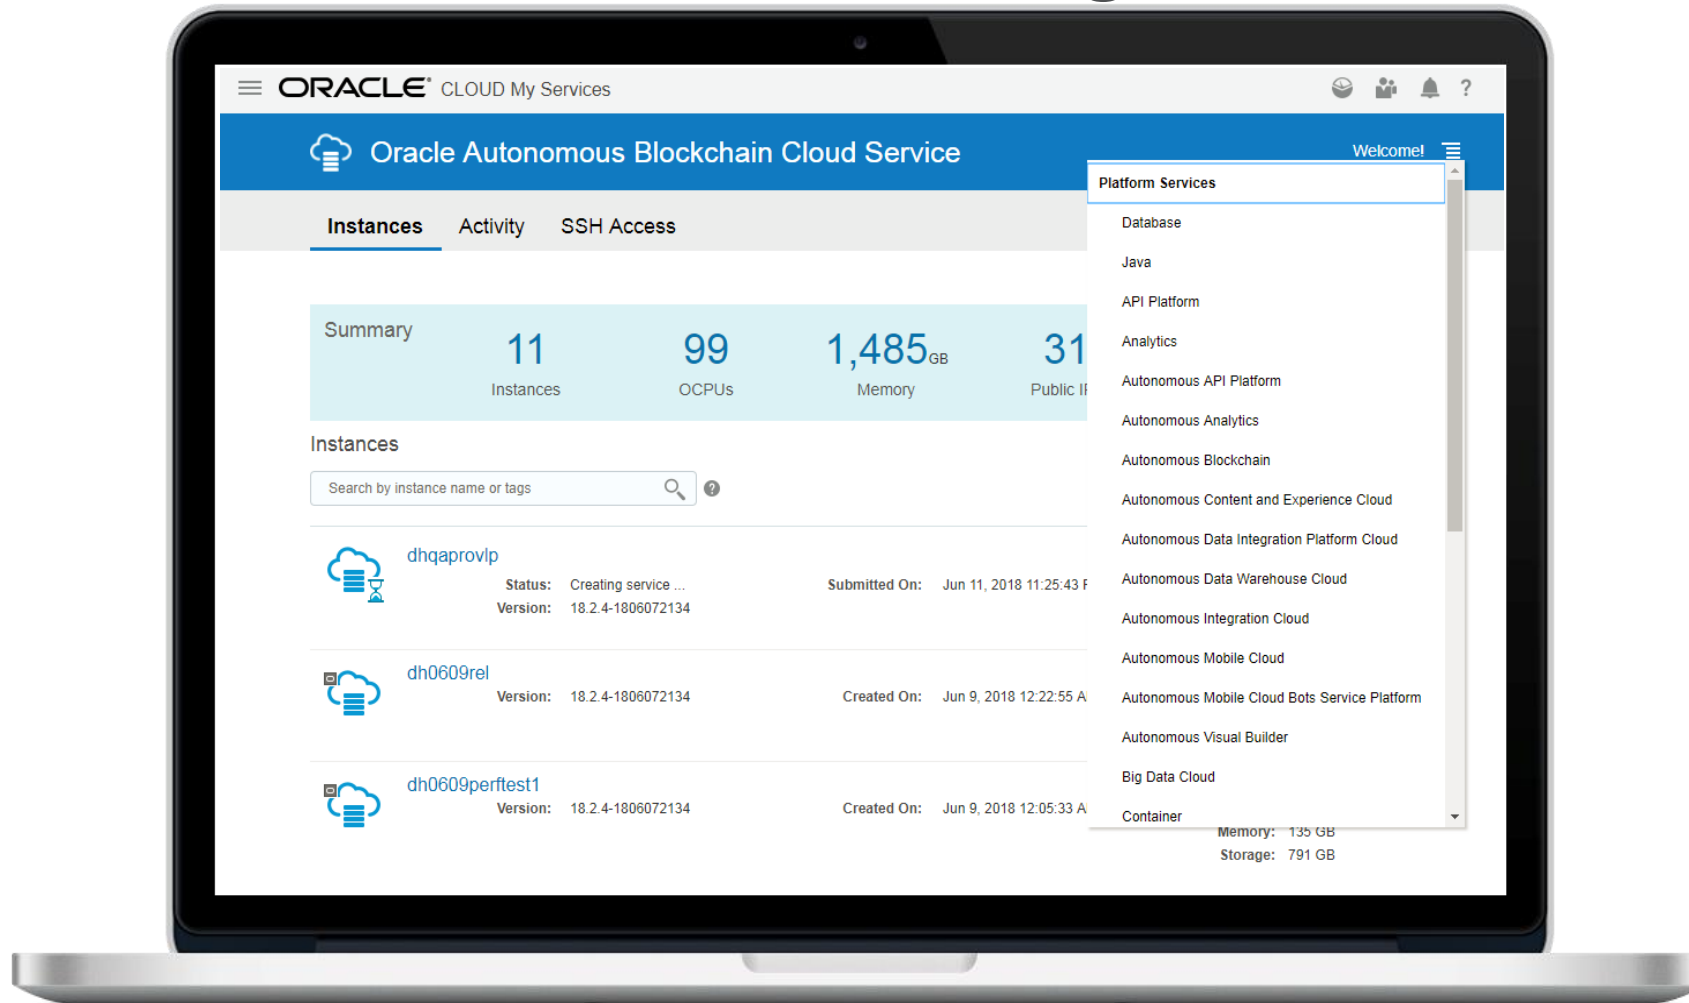 ORACLE CLOUD My Services ?
Oracle Autonomous Blockchain Cloud Service
Welcome!
Instances Activity SSH Access
Summary
11 99 1,485 GB 31
Instances OCPUs Memory Public
Instances
Search by instance name or tags ?
dhqaprovlp
Status: Creating service ... Submitted On: Jun 11, 2018 11:25:43
Version: 18.2.4-1806072134
dh0609rel
Version: 18.2.4-1806072134 Created On: Jun 9, 2018 12:22:55
dh0609perftest1
Version: 18.2.4-1806072134 Created On: Jun 9, 2018 12:05:33
Memory: 135 GB
Storage: 791 GB
Platform Services
Database
Java
API Platform
Analytics
Autonomous API Platform
Autonomous Analytics
Autonomous Blockchain
Autonomous Content and Experience Cloud
Autonomous Data Integration Platform Cloud
Autonomous Data Warehouse Cloud
Autonomous Integration Cloud
Autonomous Mobile Cloud
Autonomous Mobile Cloud Bots Service Platform
Autonomous Visual Builder
Big Data Cloud
Container